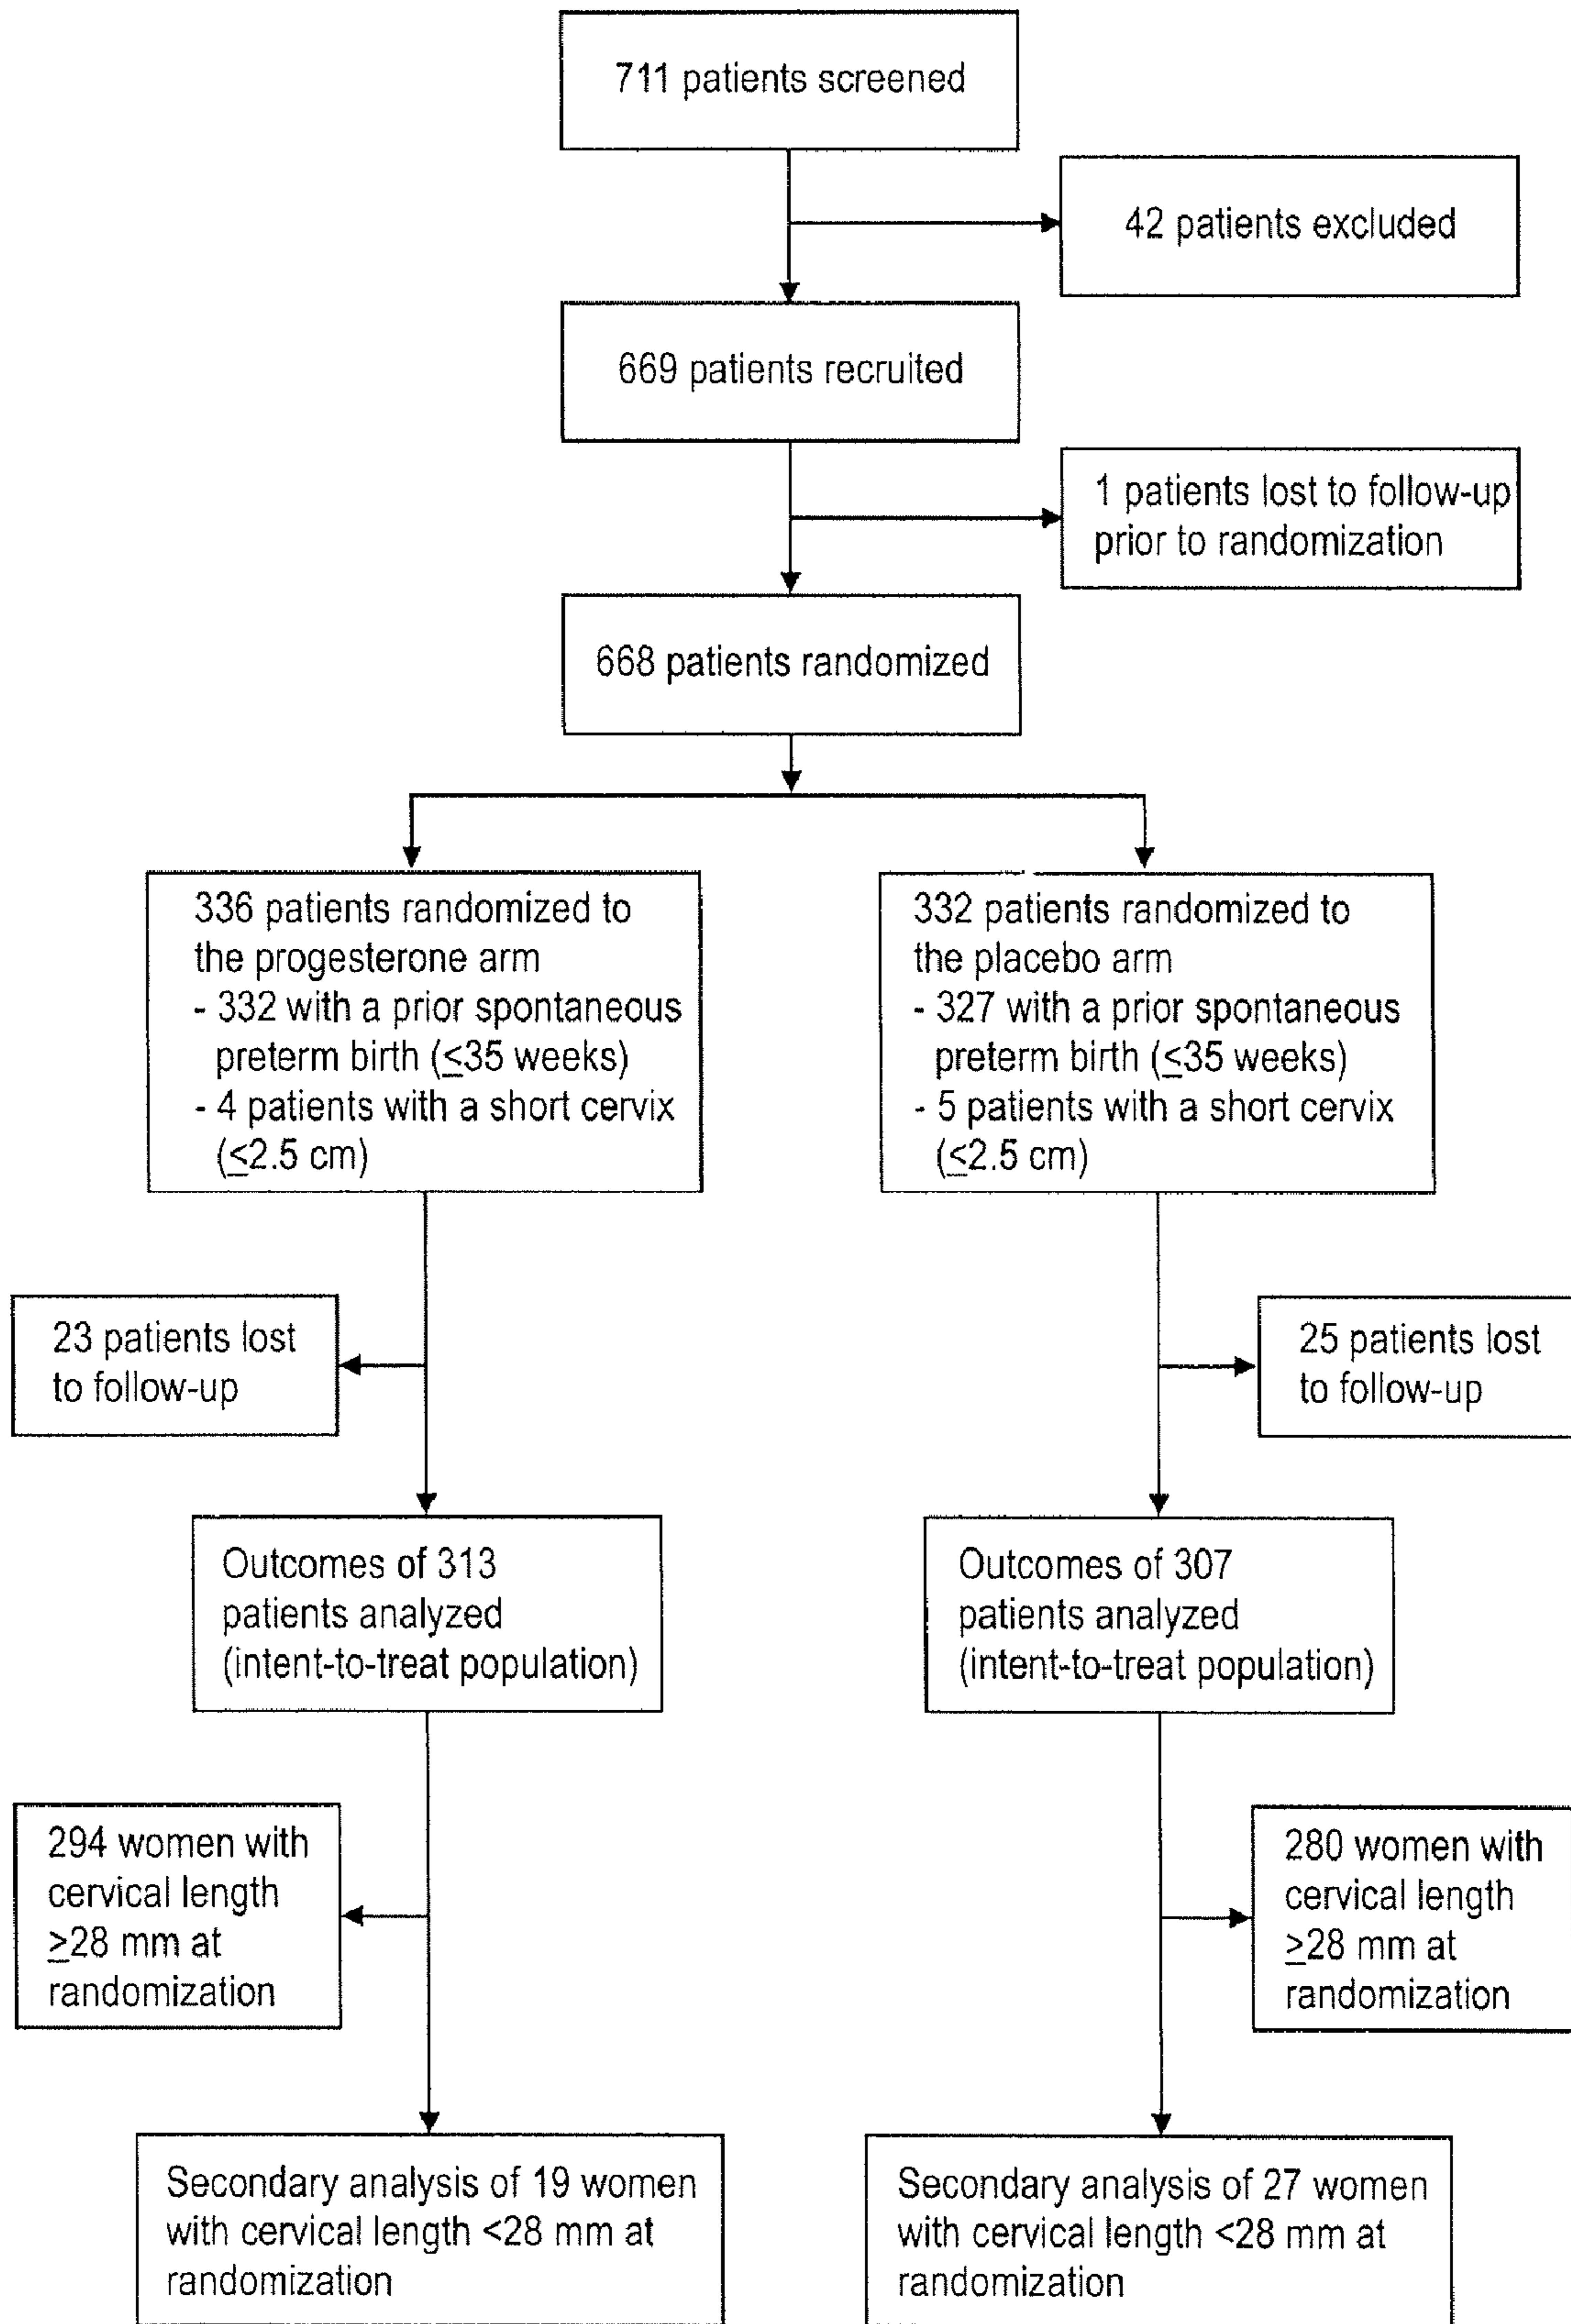 711 patients screened
42 patients excluded
669 patients recruited
1 patients lost to follow-up
prior to randomization
668 patients randomized
336 patients randomized to
the progesterone arm
- 332 with a prior spontaneous
preterm birth (≤35 weeks)
- 4 patients with a short cervix
(≤2.5 cm)
332 patients randomized to
the placebo arm
- 327 with a prior spontaneous
preterm birth (≤35 weeks)
- 5 patients with a short cervix
(≤2.5 cm)
23 patients lost
to follow-up
25 patients lost
to follow-up
Outcomes of 313
patients analyzed
(intent-to-treat population)
Outcomes of 307
patients analyzed
(intent-to-treat population)
294 women with
cervical length
≥28 mm at
randomization
280 women with
cervical length
≥28 mm at
randomization
Secondary analysis of 19 women
with cervical length <28 mm at
randomization
Secondary analysis of 27 women
with cervical length <28 mm at
randomization